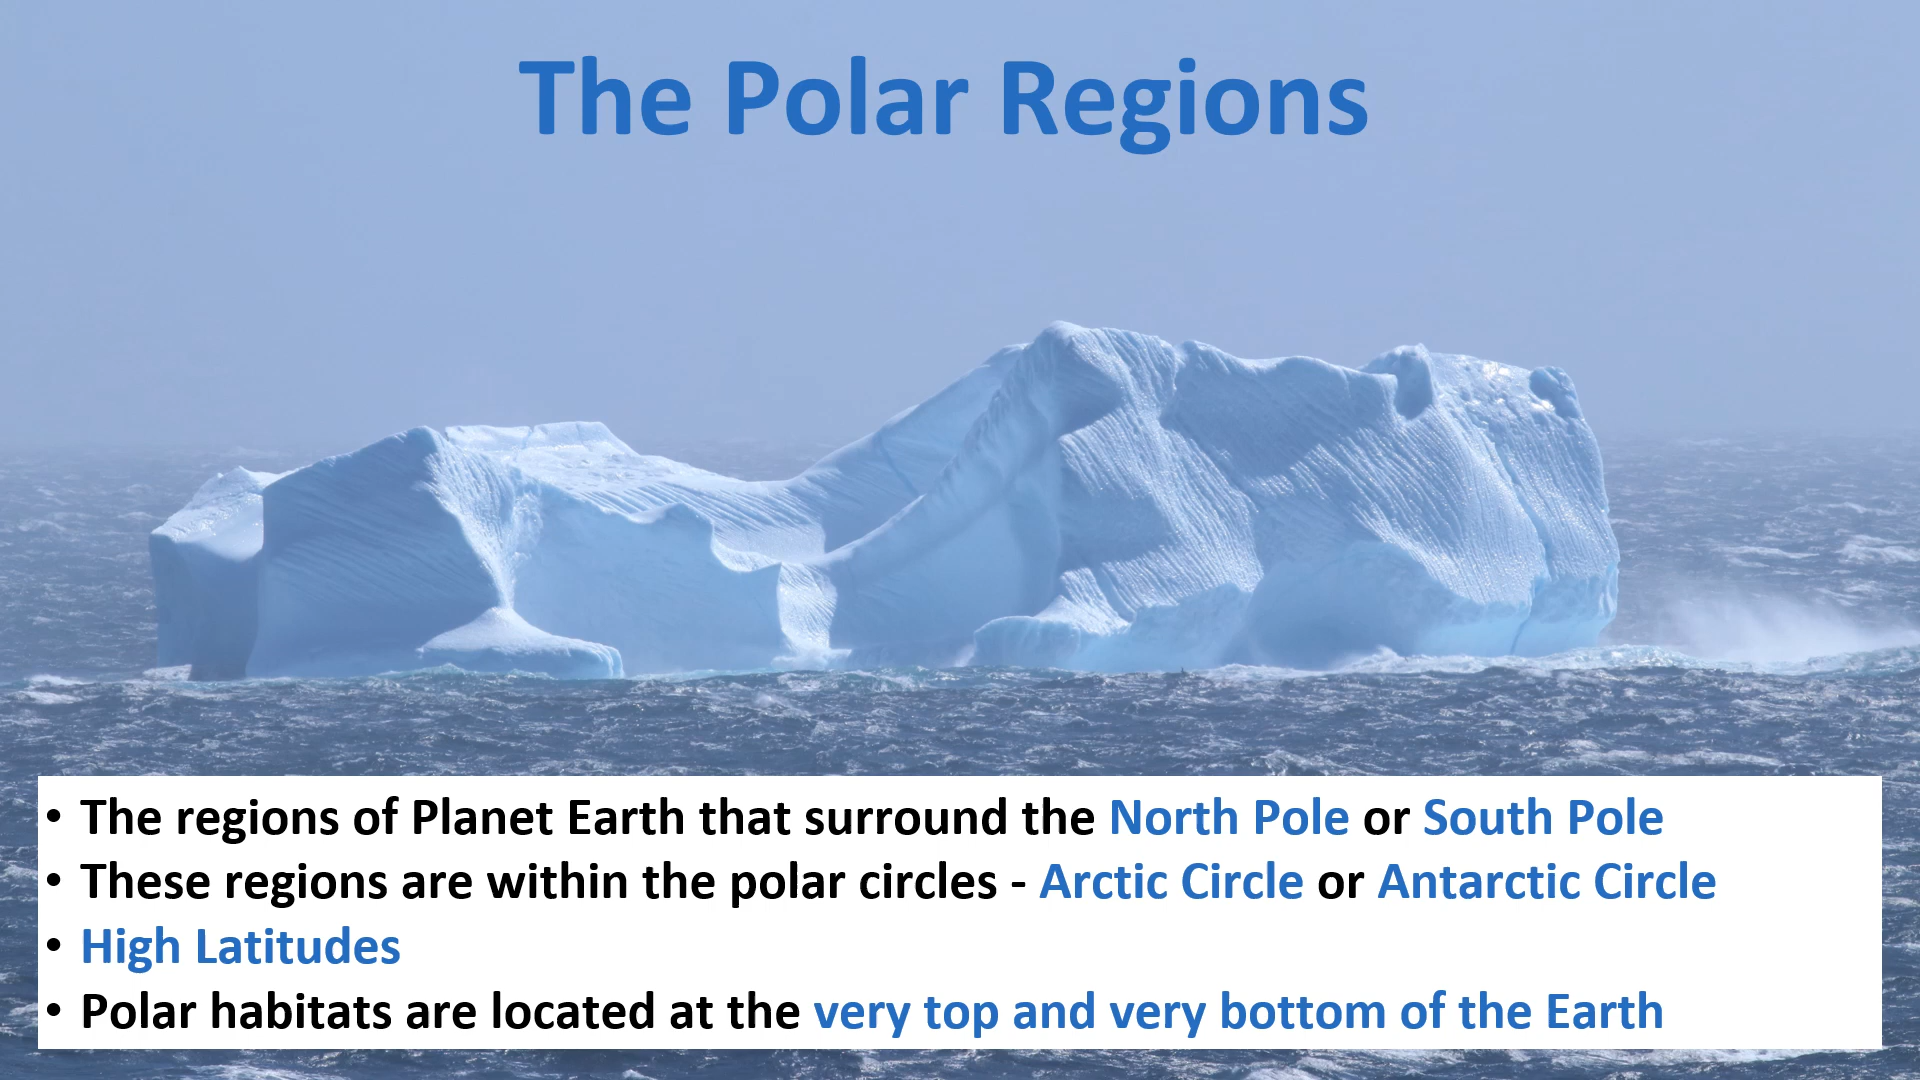 The Polar Regions
• The regions of Planet Earth that surround the North Pole or South Pole
• These regions are within the polar circles - Arctic Circle or Antarctic Circle
• High Latitudes
• Polar habitats are located at the very top and very bottom of the Earth